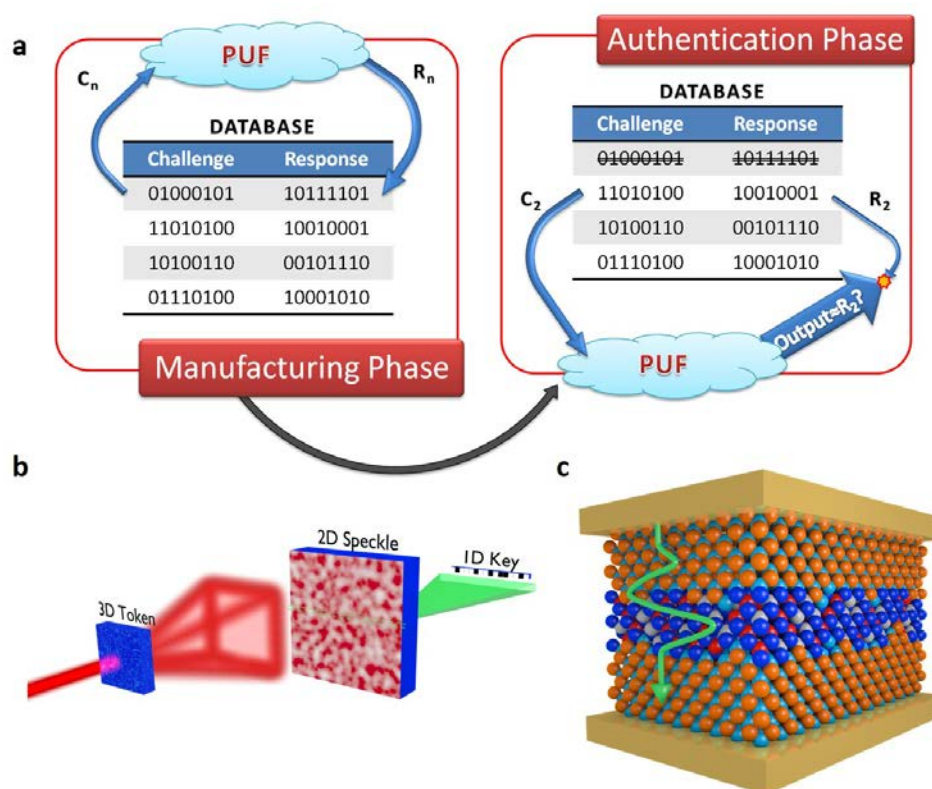 a
PUF
Cn
Rn
DATABASE
Challenge Response
01000101 10111101
11010100 10010001
10100110 00101110
01110100 10001010
Manufacturing Phase
Authentication Phase
DATABASE
Challenge Response
01000101 10111101
11010100 10010001
10100110 00101110
01110100 10001010
C2
R2
Output≈R2?
PUF
b
3D Token
2D Speckle
1D Key
c